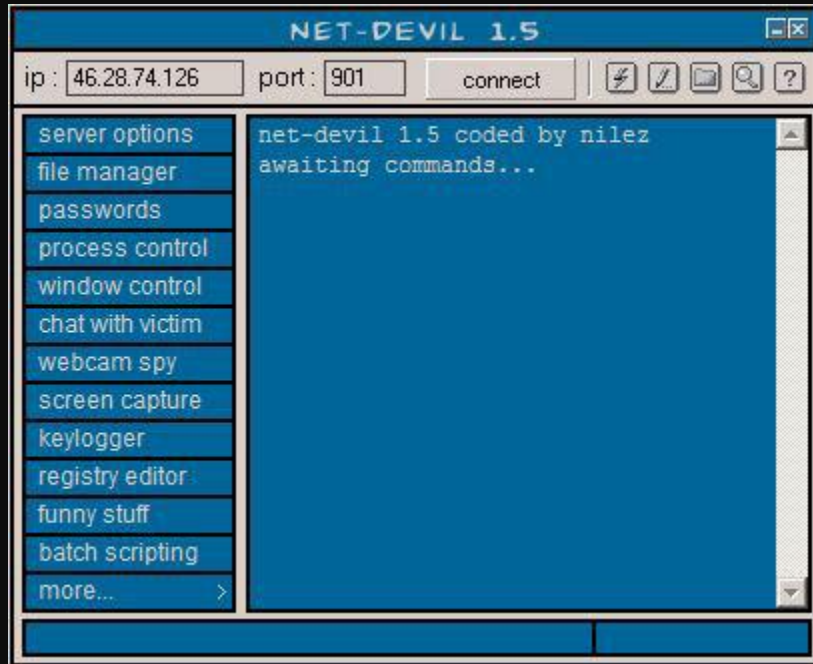 NET-DEVIL 1.5
ip : 46.28.74.126 port : 901 connect ?
server options
file manager
passwords
process control
window control
chat with victim
webcam spy
screen capture
keylogger
registry editor
funny stuff
batch scripting
more... >
net-devil 1.5 coded by nilez
awaiting commands...